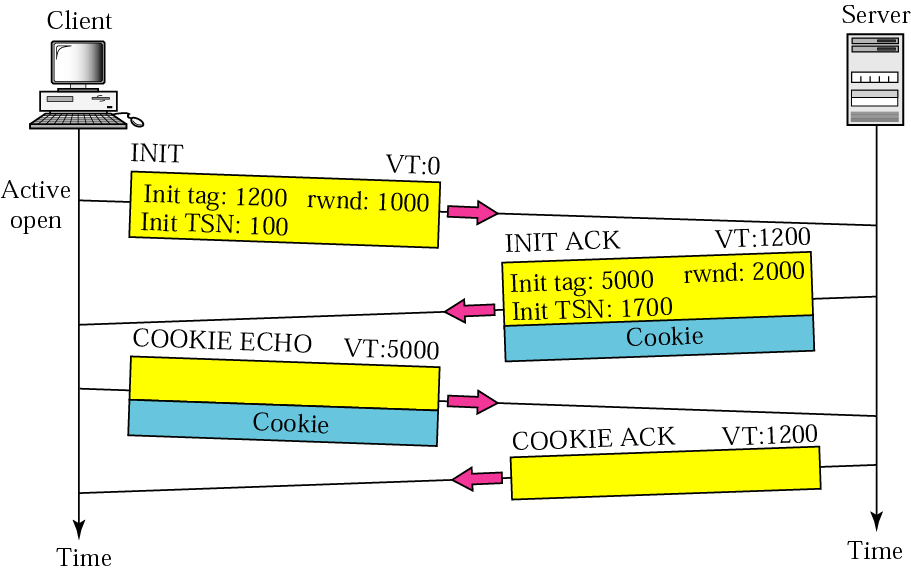 Client
Server
INIT
VT:0
Active
open
Init tag: 1200
rwnd: 1000
Init TSN: 100
INIT ACK
VT:1200
Init tag: 5000
rwnd: 2000
Init TSN: 1700
Cookie
COOKIE ECHO
VT:5000
Cookie
COOKIE ACK
VT:1200
Time
Time